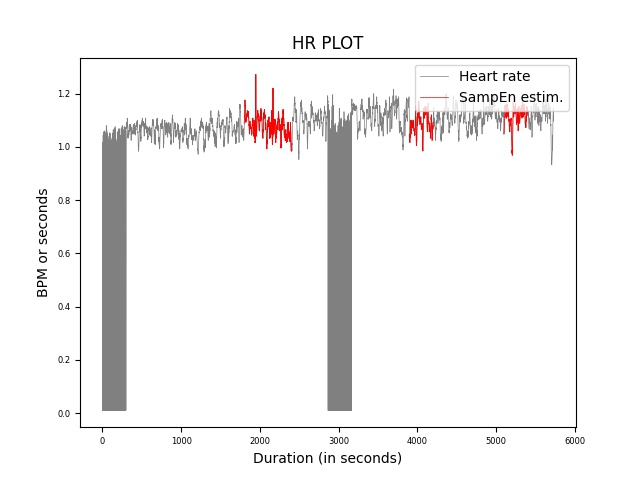 HR PLOT
Heart rate
SampEn estim.
1.2
1.0
0.8
0.6
0.4
0.2
0.0
BPM or seconds
0 1000 2000 3000 4000 5000 6000
Duration (in seconds)